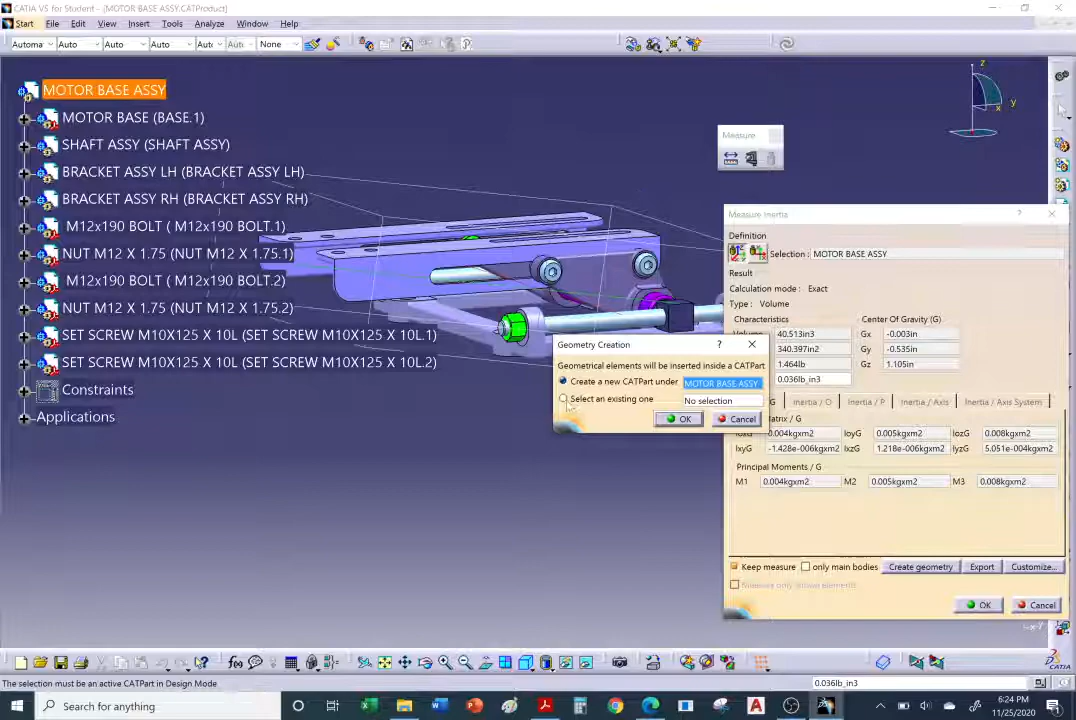 CATIA V5 for Student - [MOTOR BASE ASSY.CATProduct]
Start File Edit View Insert Tools Analyze Window Help
Automa Auto Auto Auto Aut Aut None
MOTOR BASE ASSY
MOTOR BASE (BASE.1)
SHAFT ASSY (SHAFT ASSY)
BRACKET ASSY LH (BRACKET ASSY LH)
BRACKET ASSY RH (BRACKET ASSY RH)
M12x190 BOLT ( M12x190 BOLT.1)
NUT M12 X 1.75 (NUT M12 X 1.75.1)
M12x190 BOLT ( M12x190 BOLT.2)
NUT M12 X 1.75 (NUT M12 X 1.75.2)
SET SCREW M10X125 X 10L (SET SCREW M10X125 X 10L.1)
SET SCREW M10X125 X 10L (SET SCREW M10X125 X 10L.2)
Constraints
Applications
z
y
x
Measure
Measure Inertia ?
Definition
Selection : MOTOR BASE ASSY
Result
Calculation mode : Exact
Type : Volume
Characteristics Center Of Gravity (G)
40.513in3 Gx -0.003in
340.397in2 Gy -0.535in
1.464lb Gz 1.105in
0.036lb_in3
G Inertia / O Inertia / P Inertia / Axis Inertia / Axis System
Matrix / G
0.004kgxm2 IoyG 0.005kgxm2 IozG 0.008kgxm2
IxyG -1.428e-006kgxm2 IxzG 1.218e-006kgxm2 IyzG 5.051e-004kgxm2
Principal Moments / G
M1 0.004kgxm2 M2 0.005kgxm2 M3 0.008kgxm2
Keep measure only main bodies Create geometry Export Customize...
Measure only shown elements
OK Cancel
Geometry Creation ?
Geometrical elements will be inserted inside a CATPart
Create a new CATPart under MOTOR BASE ASSY
Select an existing one No selection
OK Cancel
CATIA
The selection must be an active CATPart in Design Mode
0.036lb_in3
Search for anything
6:24 PM
11/25/2020